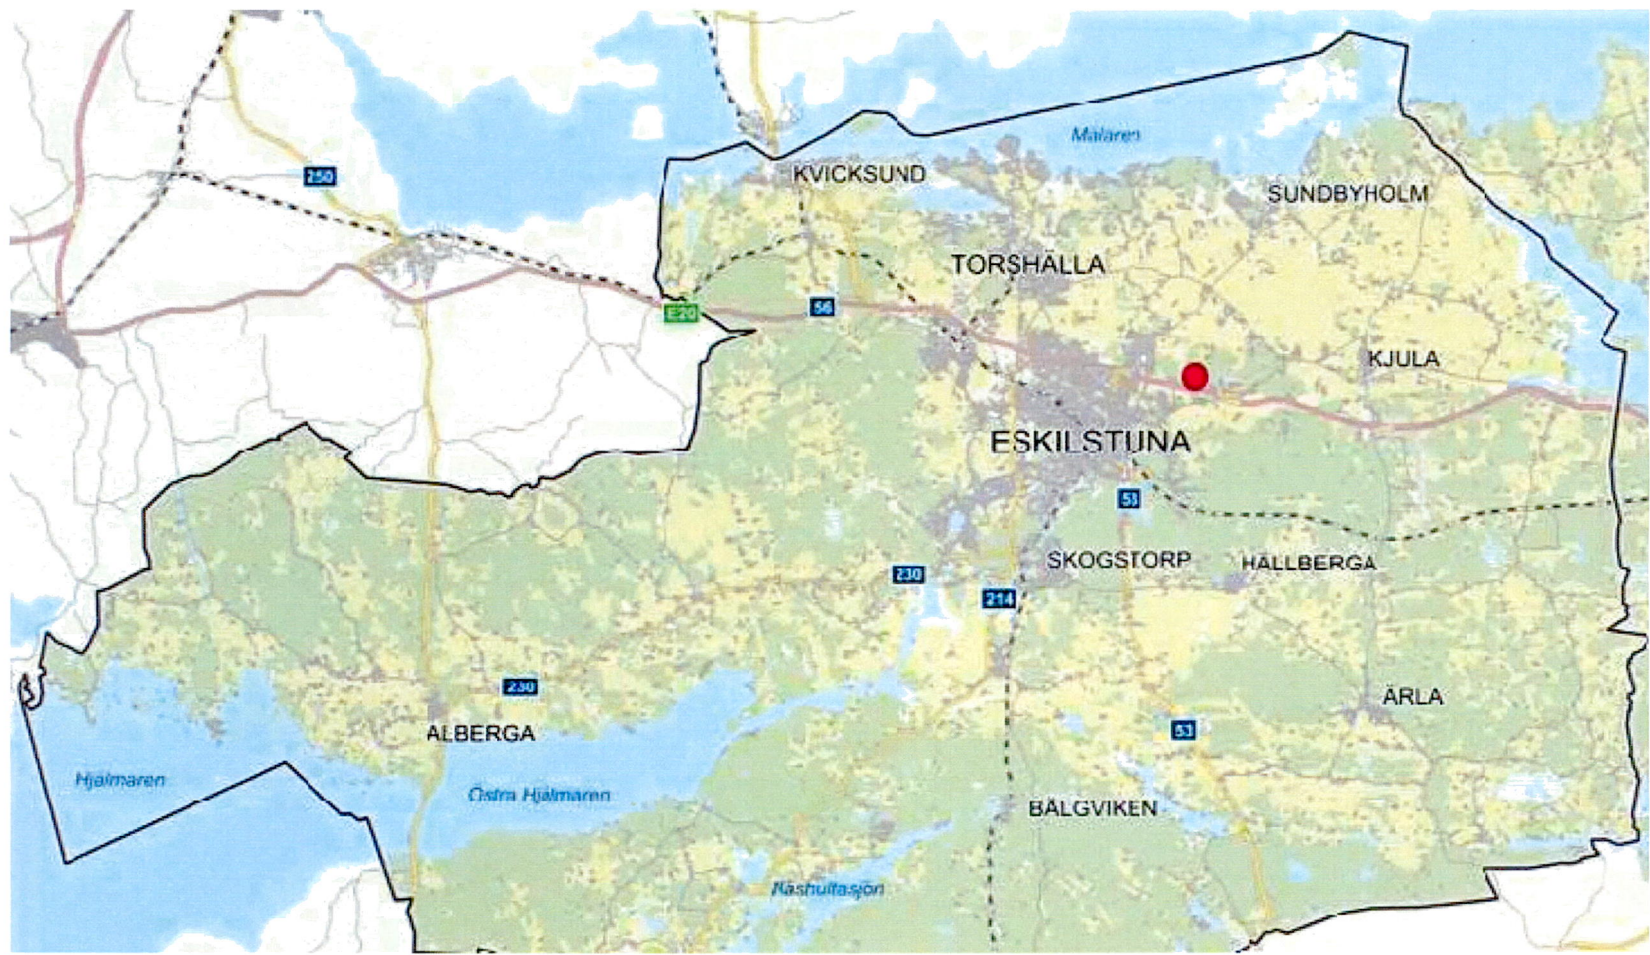 Mälaren
KVICKSUND
250
SUNDBYHOLM
TORSHÄLLA
56
E20
KJULA
ESKILSTUNA
53
SKOGSTORP
HÄLLBERGA
230
214
230
ÄRLA
53
ALBERGA
Hjälmaren
Östra Hjälmaren
BÄLGVIKEN
Näshultasjön